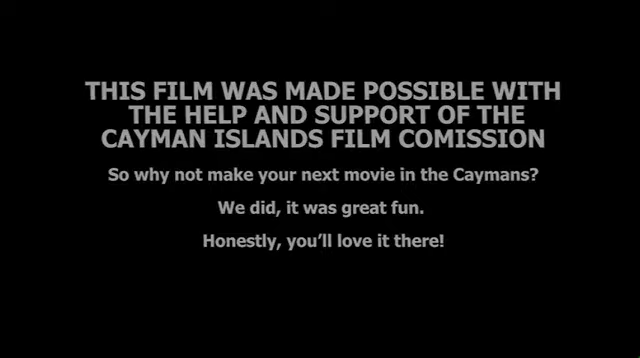 THIS FILM WAS MADE POSSIBLE WITH
THE HELP AND SUPPORT OF THE
CAYMAN ISLANDS FILM COMISSION
So why not make your next movie in the Caymans?
We did, it was great fun.
Honestly, you’ll love it there!